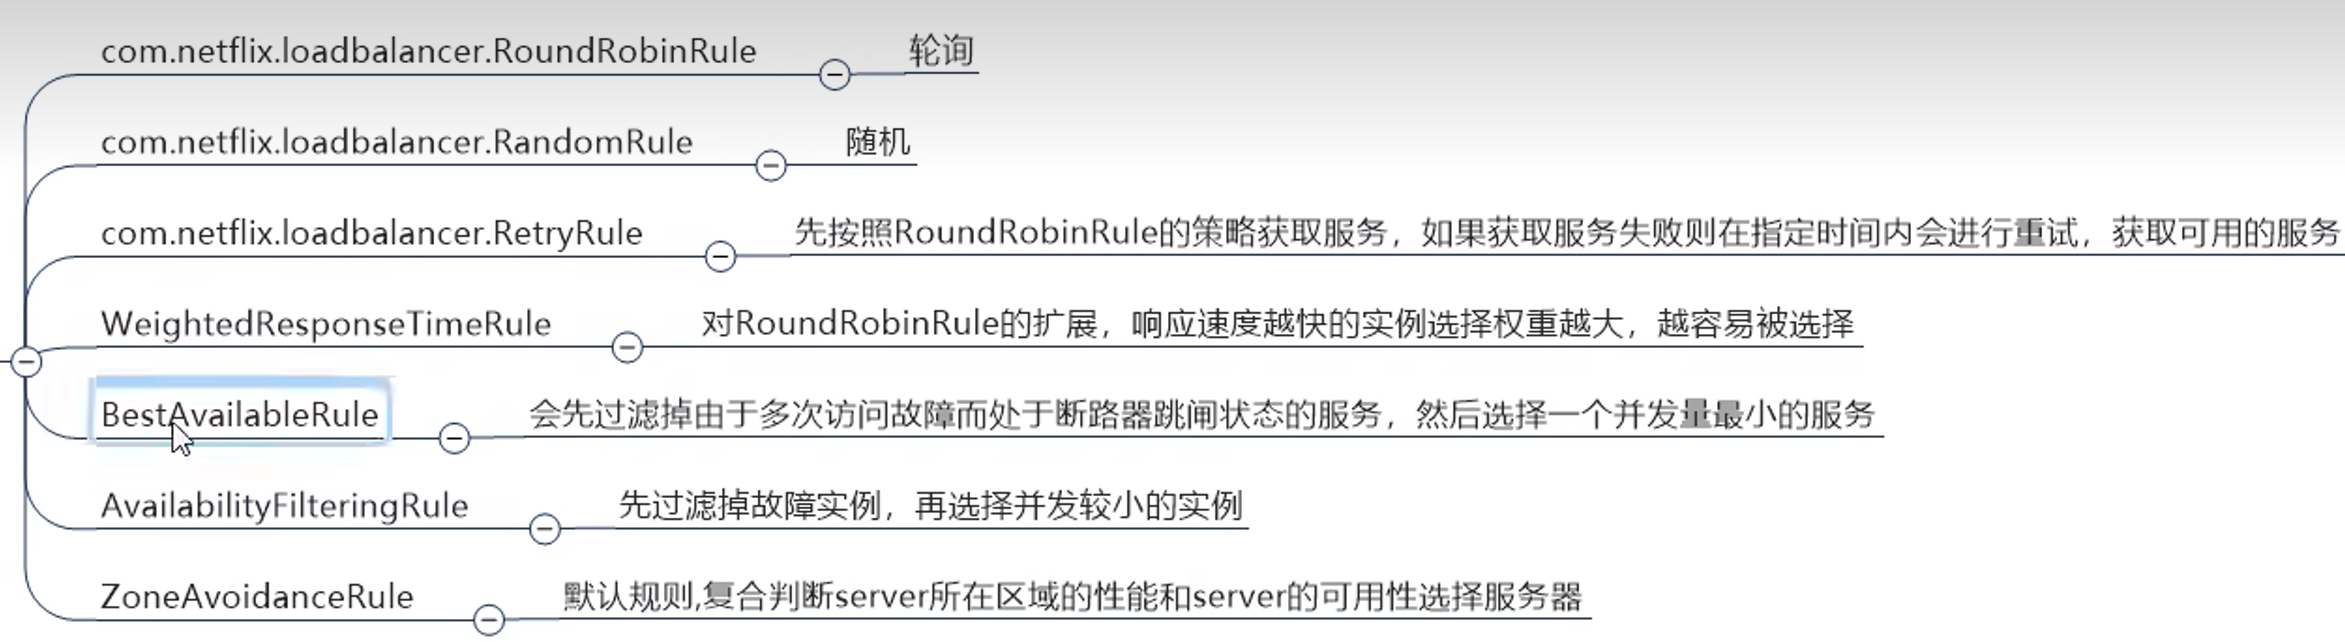 com.netflix.loadbalancer.RoundRobinRule 轮询
com.netflix.loadbalancer.RandomRule 随机
com.netflix.loadbalancer.RetryRule 先按照RoundRobinRule的策略获取服务，如果获取服务失败则在指定时间内会进行重试，获取可用的服务
WeightedResponseTimeRule 对RoundRobinRule的扩展，响应速度越快的实例选择权重越大，越容易被选择
BestAvailableRule 会先过滤掉由于多次访问故障而处于断路器跳闸状态的服务，然后选择一个并发量最小的服务
AvailabilityFilteringRule 先过滤掉故障实例，再选择并发较小的实例
ZoneAvoidanceRule 默认规则,复合判断server所在区域的性能和server的可用性选择服务器